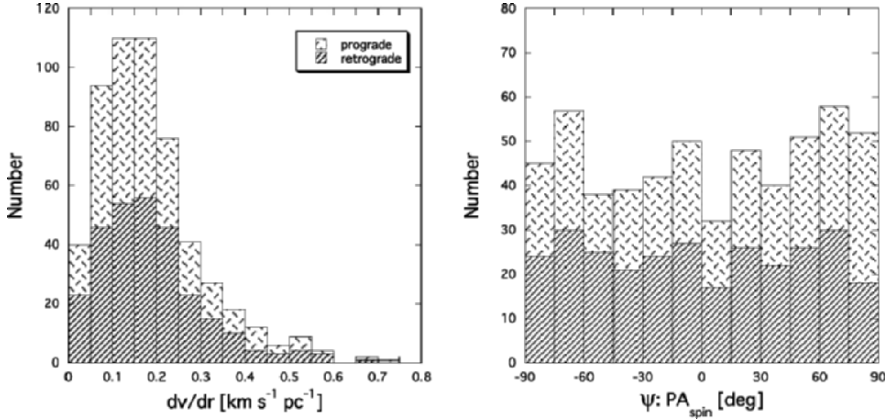 120
100
80
60
40
20
0
Number
prograde
retrograde
0 0.1 0.2 0.3 0.4 0.5 0.6 0.7 0.8
dv/dr [km s⁻¹ pc⁻¹]
80
70
60
50
40
30
20
10
0
Number
-90 -60 -30 0 30 60 90
ψ: PA_spin [deg]